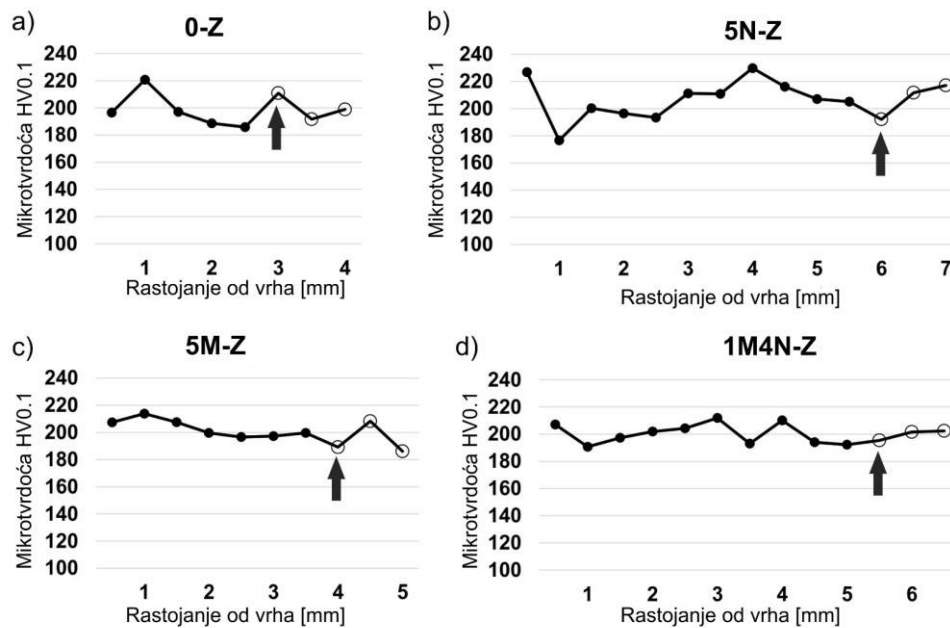 a)
0-Z
Mikrotvrdoća HV0.1
240
220
200
180
160
140
120
100
1 2 3 4
Rastojanje od vrha [mm]
b)
5N-Z
Mikrotvrdoća HV0.1
240
220
200
180
160
140
120
100
1 2 3 4 5 6 7
Rastojanje od vrha [mm]
c)
5M-Z
Mikrotvrdoća HV0.1
240
220
200
180
160
140
120
100
1 2 3 4 5
Rastojanje od vrha [mm]
d)
1M4N-Z
Mikrotvrdoća HV0.1
240
220
200
180
160
140
120
100
1 2 3 4 5 6
Rastojanje od vrha [mm]